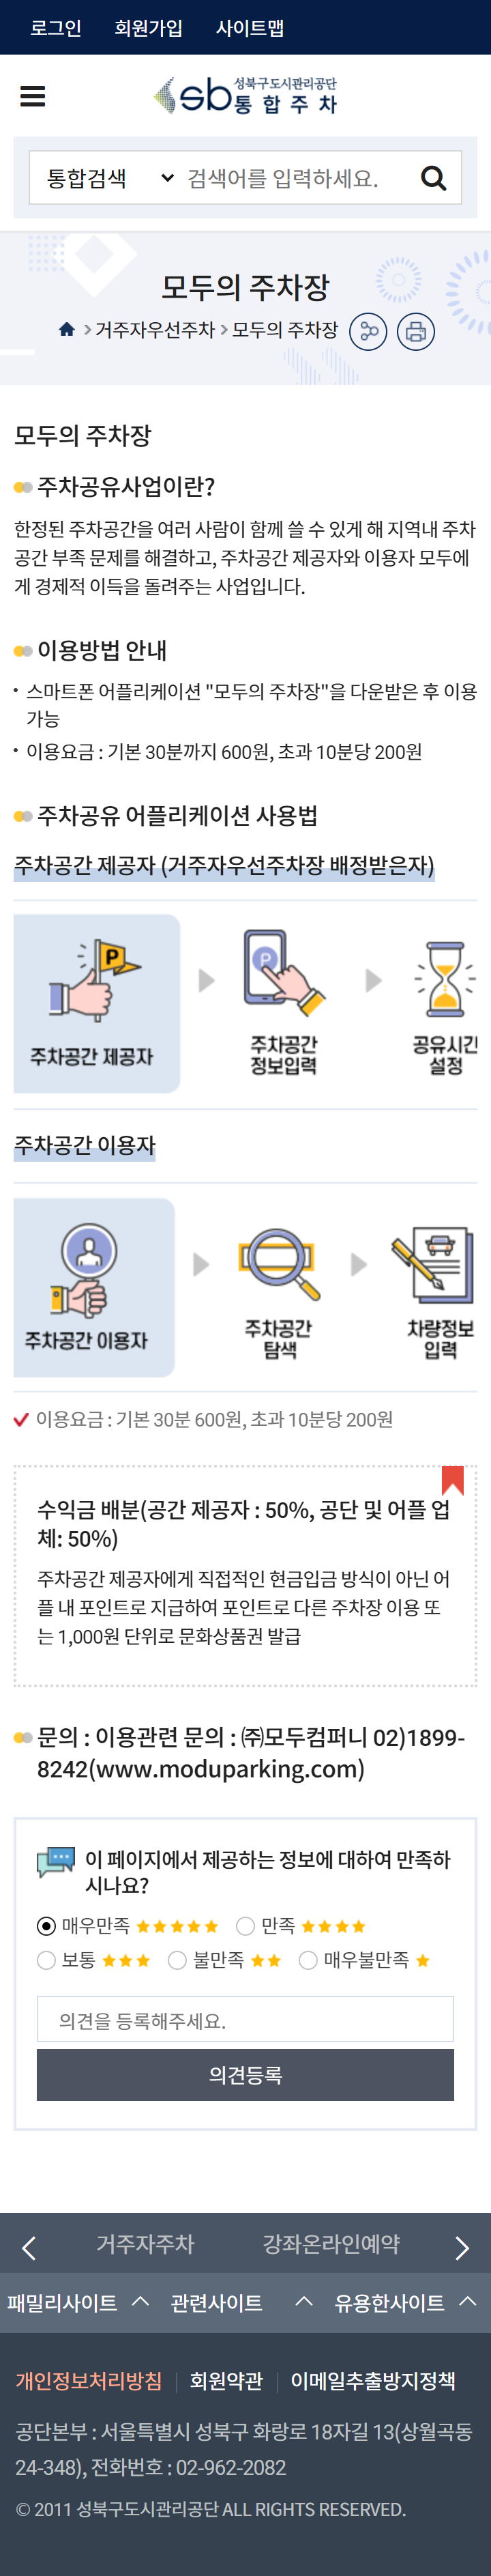 로그인 회원가입 사이트맵
sb 성북구도시관리공단
통합주차
통합검색 검색어를 입력하세요.
모두의 주차장
거주자우선주차 모두의 주차장
모두의 주차장
주차공유사업이란?
한정된 주차공간을 여러 사람이 함께 쓸 수 있게 해 지역내 주차
공간 부족 문제를 해결하고, 주차공간 제공자와 이용자 모두에
게 경제적 이득을 돌려주는 사업입니다.
이용방법 안내
• 스마트폰 어플리케이션 "모두의 주차장"을 다운받은 후 이용
가능
• 이용요금 : 기본 30분까지 600원, 초과 10분당 200원
주차공유 어플리케이션 사용법
주차공간 제공자 (거주자우선주차장 배정받은자)
P
P
주차공간 제공자
주차공간
정보입력
공유시간
설정
주차공간 이용자
주차공간 이용자
주차공간
탐색
차량정보
입력
이용요금 : 기본 30분 600원, 초과 10분당 200원
수익금 배분(공간 제공자 : 50%, 공단 및 어플 업
체: 50%)
주차공간 제공자에게 직접적인 현금입금 방식이 아닌 어
플 내 포인트로 지급하여 포인트로 다른 주차장 이용 또
는 1,000원 단위로 문화상품권 발급
문의 : 이용관련 문의 : ㈜모두컴퍼니 02)1899-
8242(www.moduparking.com)
이 페이지에서 제공하는 정보에 대하여 만족하
시나요?
매우만족 ★★★★★ 만족 ★★★★
보통 ★★★ 불만족 ★★ 매우불만족 ★
의견을 등록해주세요.
의견등록
거주자주차 강좌온라인예약
패밀리사이트 관련사이트 유용한사이트
개인정보처리방침 회원약관 이메일추출방지정책
공단본부 : 서울특별시 성북구 화랑로 18자길 13(상월곡동
24-348), 전화번호 : 02-962-2082
© 2011 성북구도시관리공단 ALL RIGHTS RESERVED.